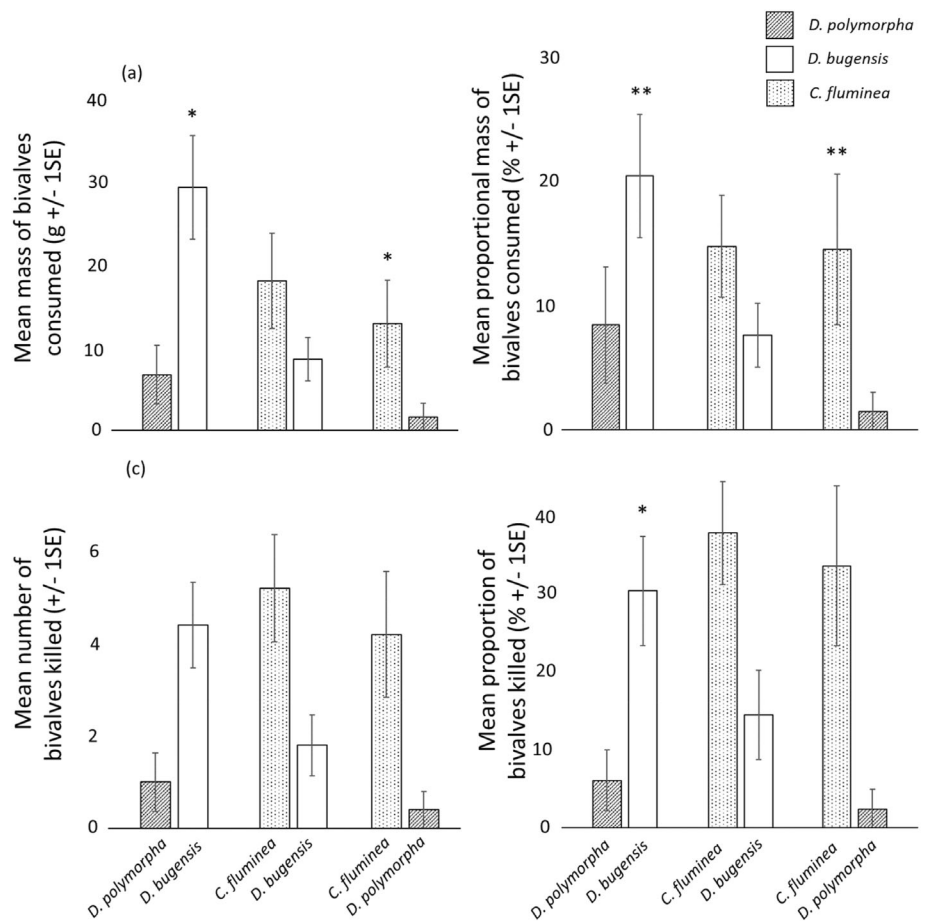 D. polymorpha
D. bugensis
C. fluminea
(a)
Mean mass of bivalves
consumed (g +/- 1SE)
40
30
20
10
0
*
*
Mean proportional mass of
bivalves consumed (% +/- 1SE)
30
20
10
0
**
**
(c)
Mean number of
bivalves killed (+/- 1SE)
6
4
2
0
D. polymorpha
D. bugensis
C. fluminea
D. bugensis
C. fluminea
D. polymorpha
Mean proportion of
bivalves killed (% +/- 1SE)
40
30
20
10
0
*
D. polymorpha
D. bugensis
C. fluminea
D. bugensis
C. fluminea
D. polymorpha